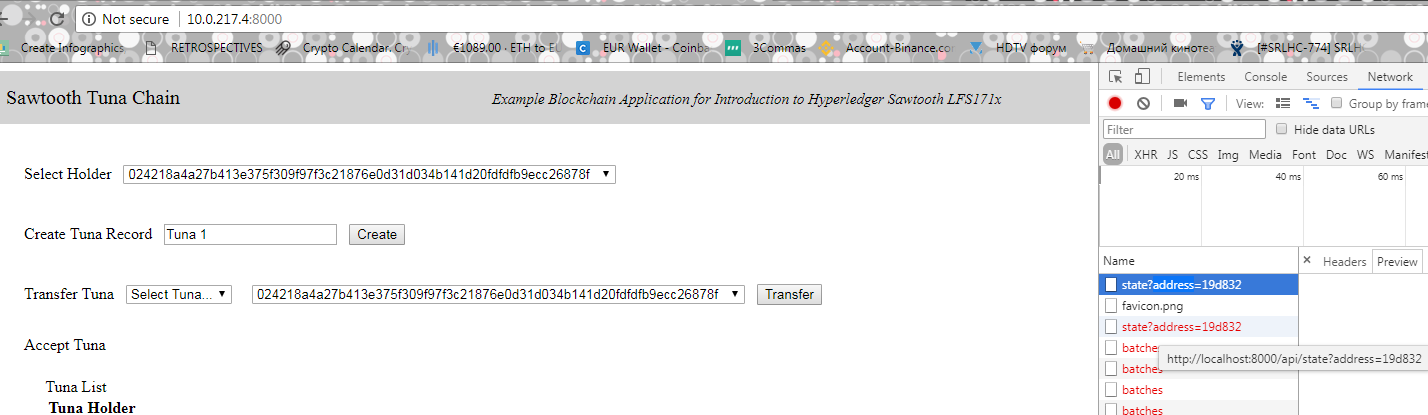 Not secure | 10.0.217.4:8000
Create Infographics RETROSPECTIVES Crypto Calendar. Cry €1089.00 · ETH to EU EUR Wallet - Coinba 3Commas Account-Binance.com HDTV форум Домашний кинотеа [#SRLHC-774] SRLH
Sawtooth Tuna Chain Example Blockchain Application for Introduction to Hyperledger Sawtooth LFS171x
Select Holder 024218a4a27b413e375f309f97f3c21876e0d31d034b141d20fdfdfb9ecc26878f
Create Tuna Record Tuna 1 Create
Transfer Tuna Select Tuna... 024218a4a27b413e375f309f97f3c21876e0d31d034b141d20fdfdfb9ecc26878f Transfer
Accept Tuna
Tuna List
Tuna Holder
Elements Console Sources Network
View: Group by frame
Filter Hide data URLs
All XHR JS CSS Img Media Font Doc WS Manifest
20 ms 40 ms 60 ms
Name × Headers Preview
state?address=19d832
favicon.png
state?address=19d832
batches
http://localhost:8000/api/state?address=19d832
batches
batches
batches